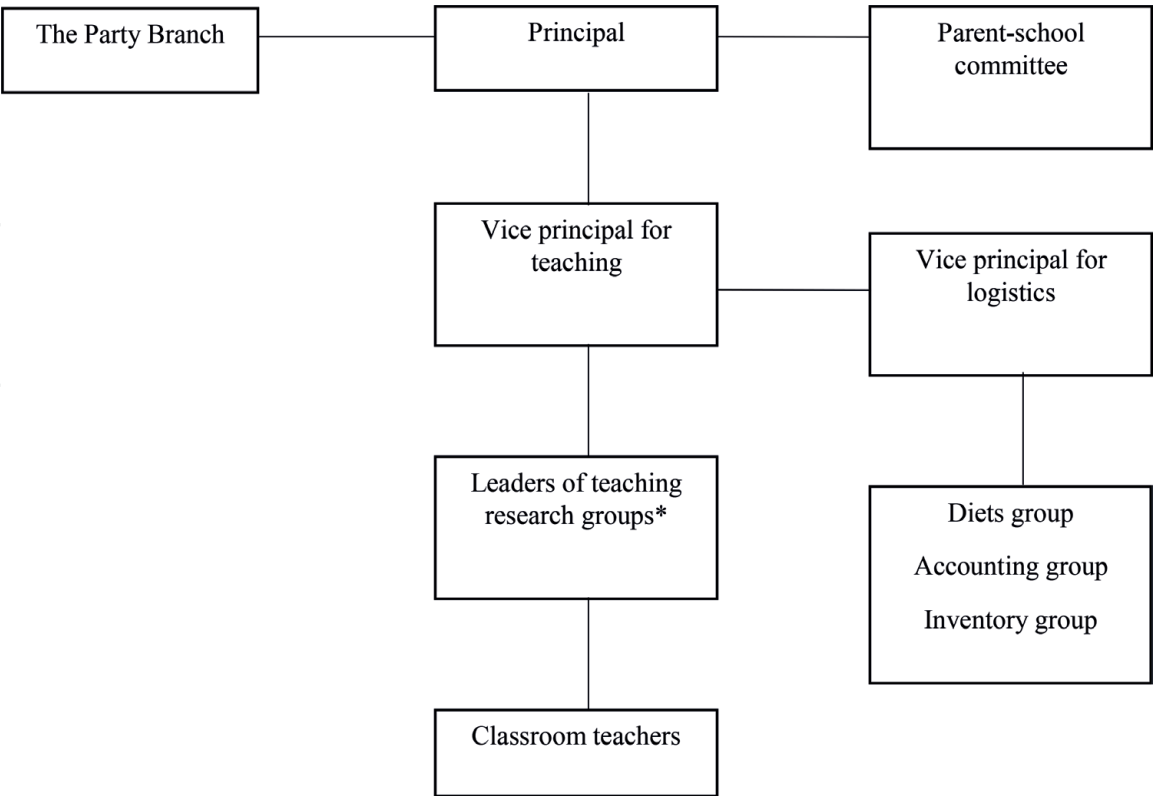 The Party Branch
Principal
Parent-school
committee
Vice principal for
teaching
Vice principal for
logistics
Leaders of teaching
research groups*
Diets group
Accounting group
Inventory group
Classroom teachers